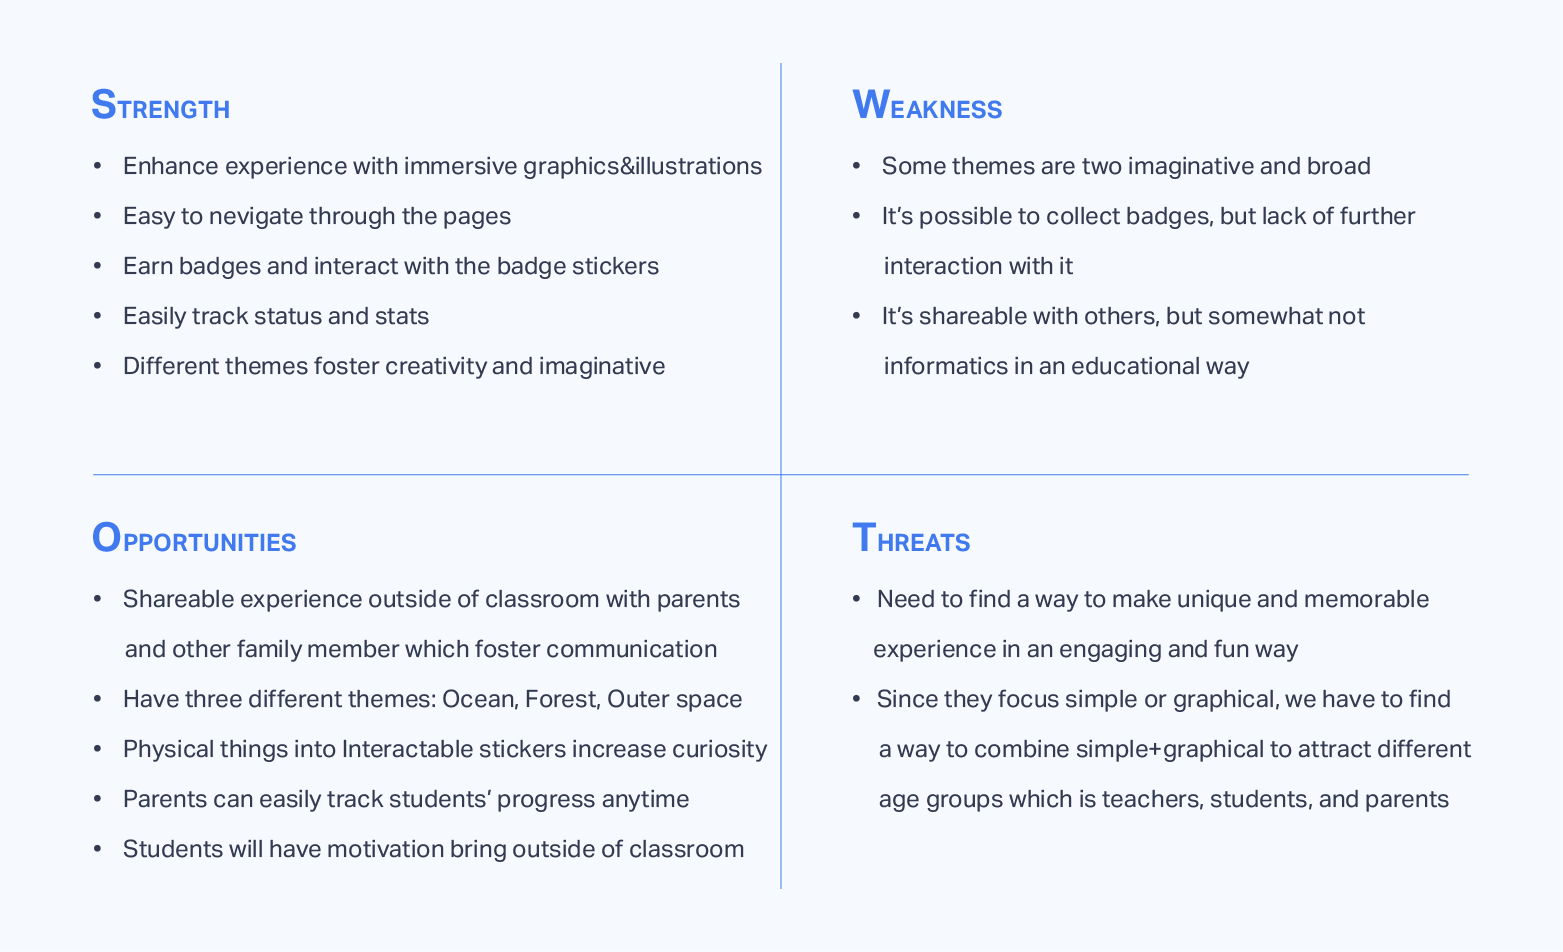 STRENGTH
• Enhance experience with immersive graphics&illustrations
• Easy to nevigate through the pages
• Earn badges and interact with the badge stickers
• Easily track status and stats
• Different themes foster creativity and imaginative
WEAKNESS
• Some themes are two imaginative and broad
• It’s possible to collect badges, but lack of further
interaction with it
• It’s shareable with others, but somewhat not
informatics in an educational way
OPPORTUNITIES
• Shareable experience outside of classroom with parents
and other family member which foster communication
• Have three different themes: Ocean, Forest, Outer space
• Physical things into Interactable stickers increase curiosity
• Parents can easily track students’ progress anytime
• Students will have motivation bring outside of classroom
THREATS
• Need to find a way to make unique and memorable
experience in an engaging and fun way
• Since they focus simple or graphical, we have to find
a way to combine simple+graphical to attract different
age groups which is teachers, students, and parents